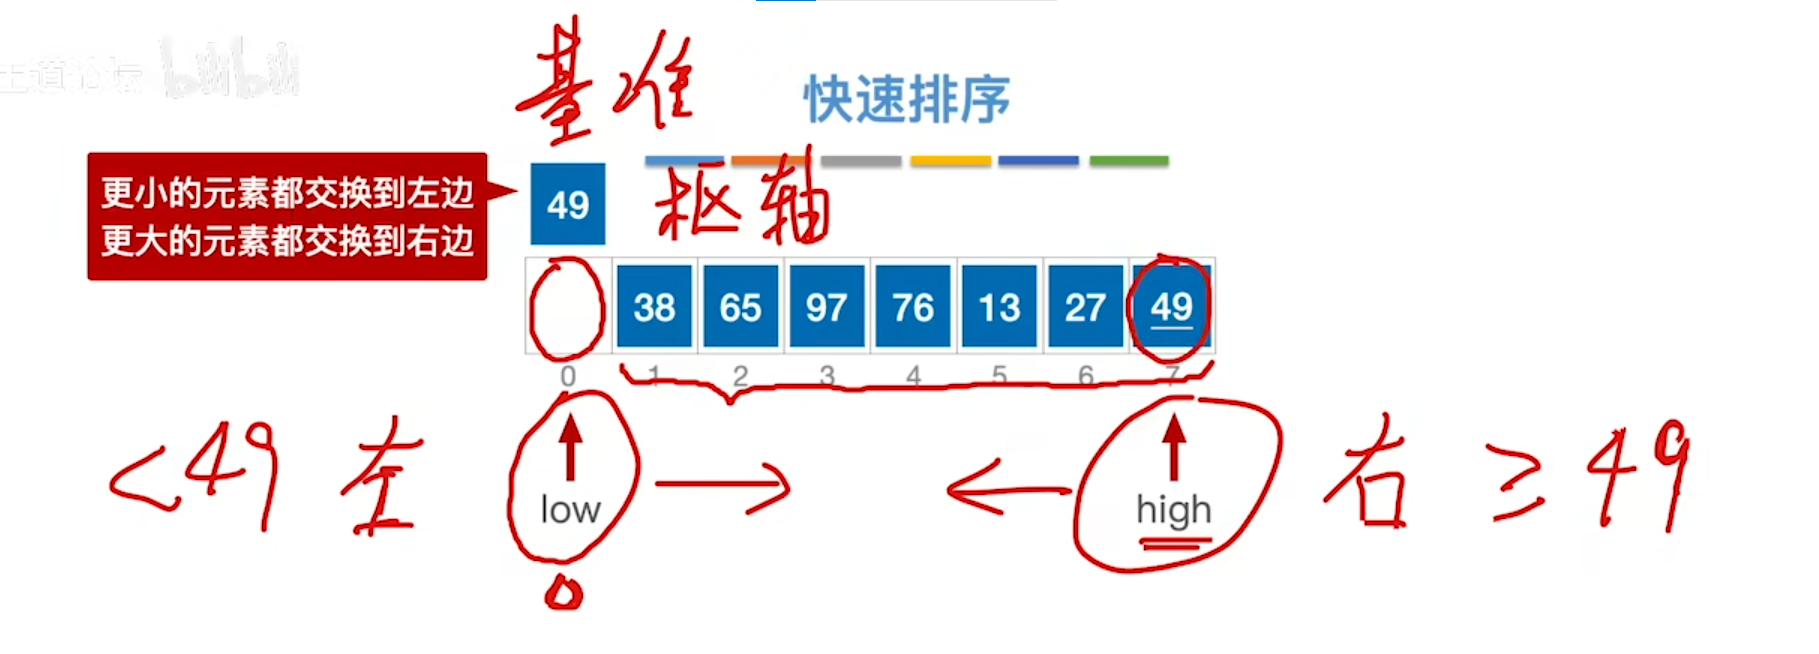 王道论坛 bilibili
基准
快速排序
更小的元素都交换到左边
更大的元素都交换到右边
49
枢轴
38 65 97 76 13 27 49
0 1 2 3 4 5 6 7
<49 左 low high 右 ≥49
0